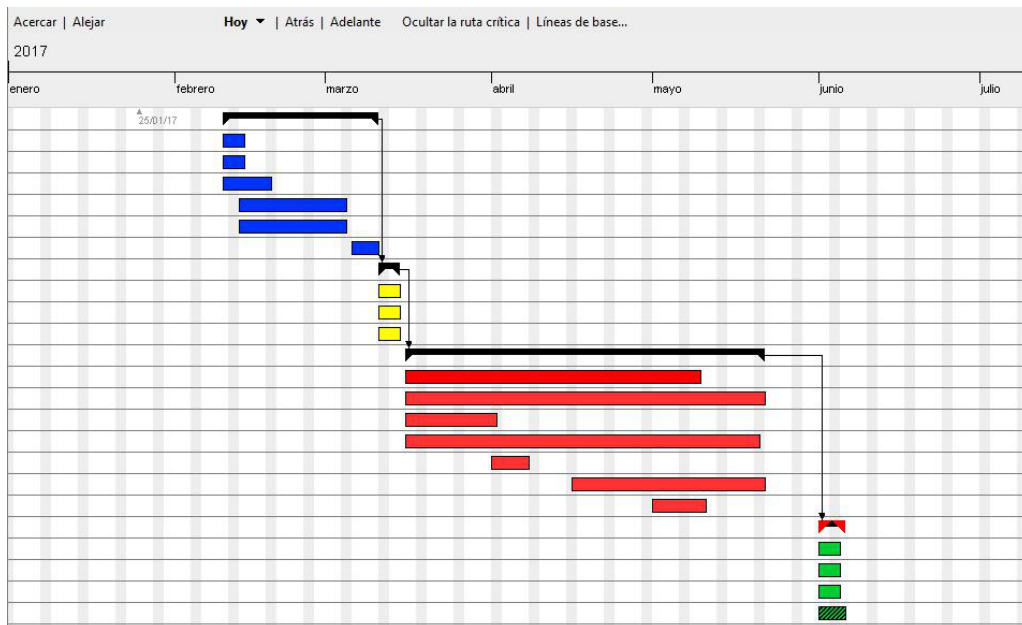 Acercar | Alejar Hoy | Atrás | Adelante Ocultar la ruta crítica | Líneas de base...
2017
enero febrero marzo abril mayo junio julio
25/01/17